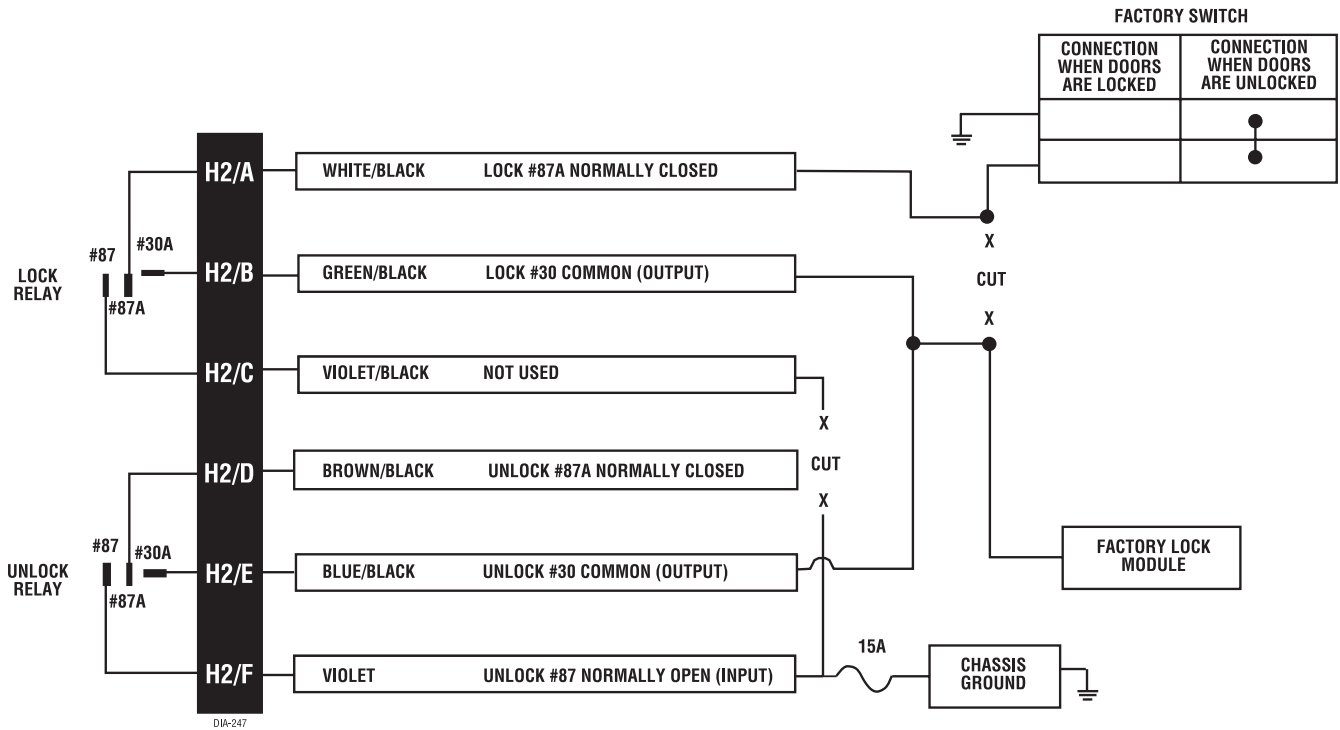 FACTORY SWITCH
CONNECTION
WHEN DOORS
ARE LOCKED
CONNECTION
WHEN DOORS
ARE UNLOCKED
H2/A
WHITE/BLACK LOCK #87A NORMALLY CLOSED
X
CUT
X
LOCK
RELAY
#87
#30A
#87A
H2/B
GREEN/BLACK LOCK #30 COMMON (OUTPUT)
H2/C
VIOLET/BLACK NOT USED
X
CUT
X
H2/D
BROWN/BLACK UNLOCK #87A NORMALLY CLOSED
UNLOCK
RELAY
#87
#30A
#87A
H2/E
BLUE/BLACK UNLOCK #30 COMMON (OUTPUT)
FACTORY LOCK
MODULE
H2/F
VIOLET UNLOCK #87 NORMALLY OPEN (INPUT)
15A
CHASSIS
GROUND
DIA-247